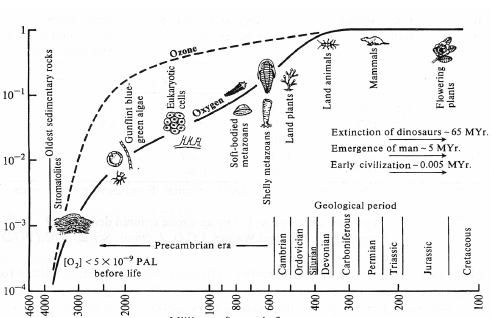 1
10⁻¹
10⁻²
10⁻³
10⁻⁴
Oldest sedimentary rocks
Stromatolites
Gunflint blue-
green algae
Eukaryotic
cells
Ozone
Oxygen
Soft-bodied
metazoans
Shelly metazoans
Land plants
Land animals
Mammals
Flowering
plants
Extinction of dinosaurs ~ 65 MYr.
Emergence of man ~ 5 MYr.
Early civilization ~ 0.005 MYr.
Geological period
Precambrian era
[O₂] < 5 × 10⁻⁹ PAL
before life
Cambrian
Ordovician
Silurian
Devonian
Carboniferous
Permian
Triassic
Jurassic
Cretaceous
4000
4000
3000
2000
1000
800
600
400
300
200
100